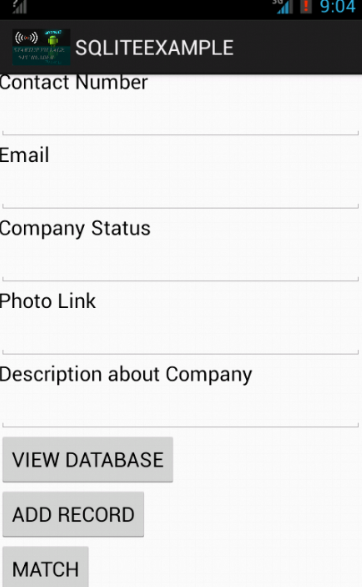 3G 9:04
SQLITEEXAMPLE
Contact Number
Email
Company Status
Photo Link
Description about Company
VIEW DATABASE
ADD RECORD
MATCH